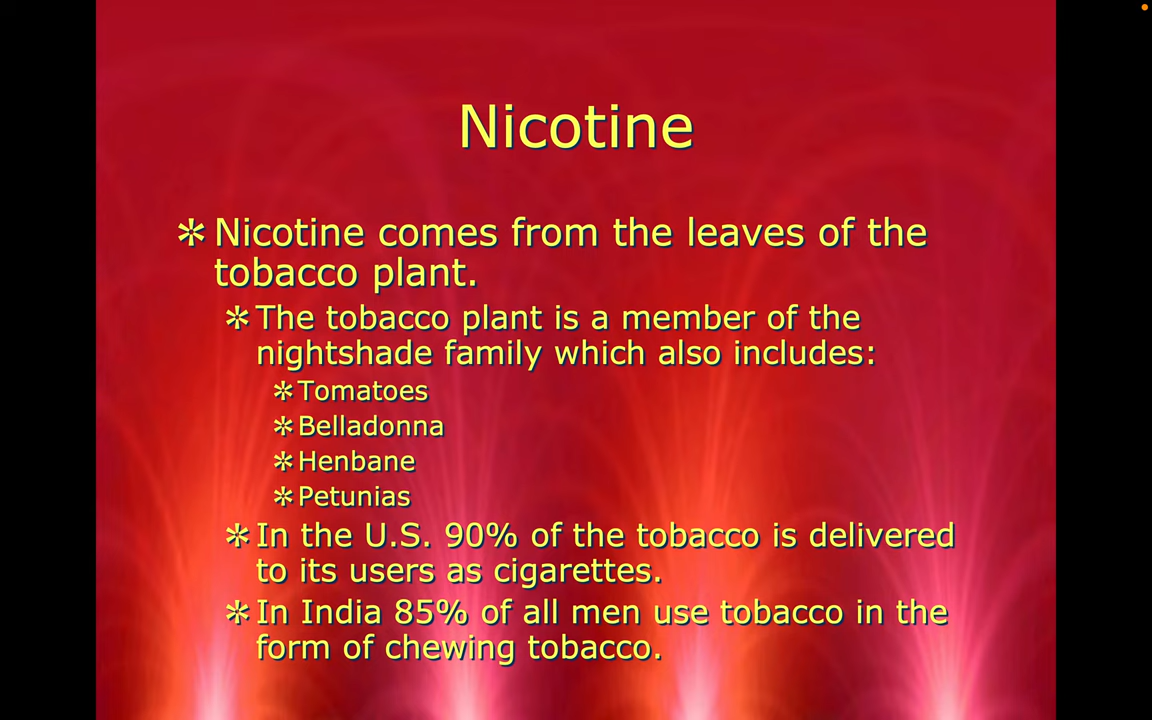 Nicotine
✲ Nicotine comes from the leaves of the
tobacco plant.
✲ The tobacco plant is a member of the
nightshade family which also includes:
✲ Tomatoes
✲ Belladonna
✲ Henbane
✲ Petunias
✲ In the U.S. 90% of the tobacco is delivered
to its users as cigarettes.
✲ In India 85% of all men use tobacco in the
form of chewing tobacco.